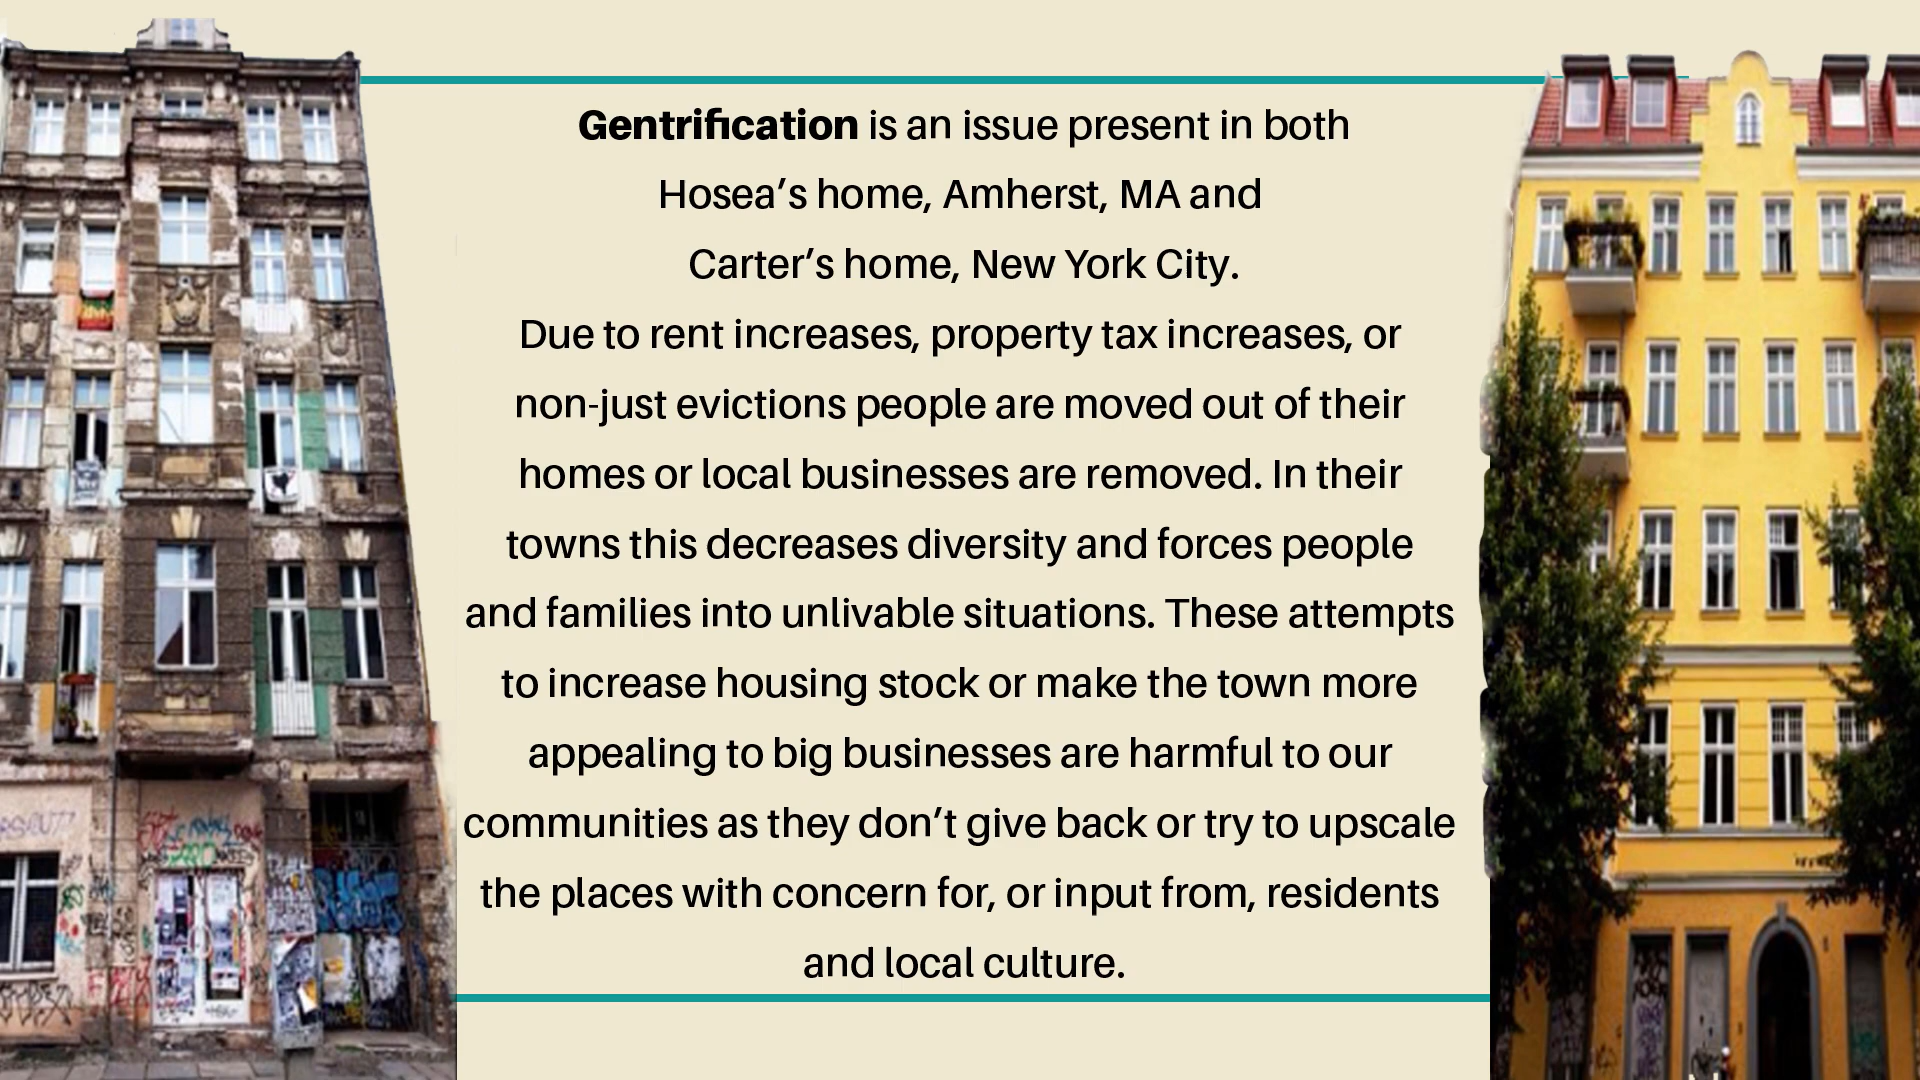 Gentrification is an issue present in both
Hosea’s home, Amherst, MA and
Carter’s home, New York City.
Due to rent increases, property tax increases, or
non-just evictions people are moved out of their
homes or local businesses are removed. In their
towns this decreases diversity and forces people
and families into unlivable situations. These attempts
to increase housing stock or make the town more
appealing to big businesses are harmful to our
communities as they don’t give back or try to upscale
the places with concern for, or input from, residents
and local culture.